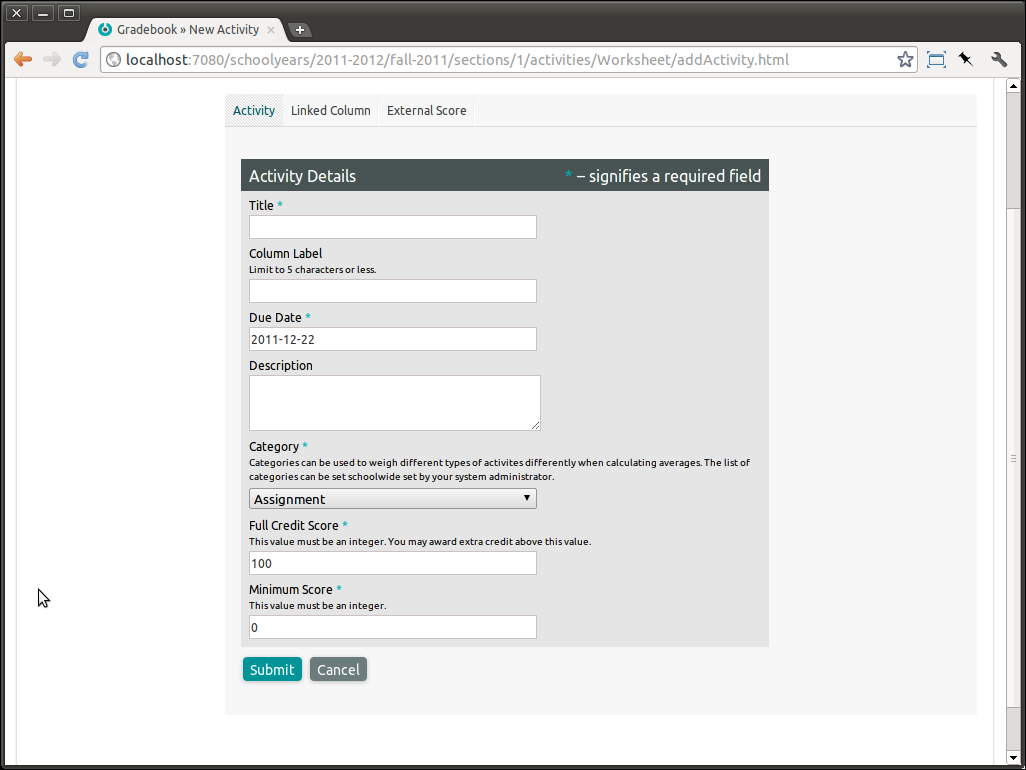 Gradebook » New Activity
localhost:7080/schoolyears/2011-2012/fall-2011/sections/1/activities/Worksheet/addActivity.html
Activity Linked Column External Score
Activity Details * – signifies a required field
Title *
Column Label
Limit to 5 characters or less.
Due Date *
2011-12-22
Description
Category *
Categories can be used to weigh different types of activites differently when calculating averages. The list of
categories can be set schoolwide set by your system administrator.
Assignment
Full Credit Score *
This value must be an integer. You may award extra credit above this value.
100
Minimum Score *
This value must be an integer.
0
Submit Cancel